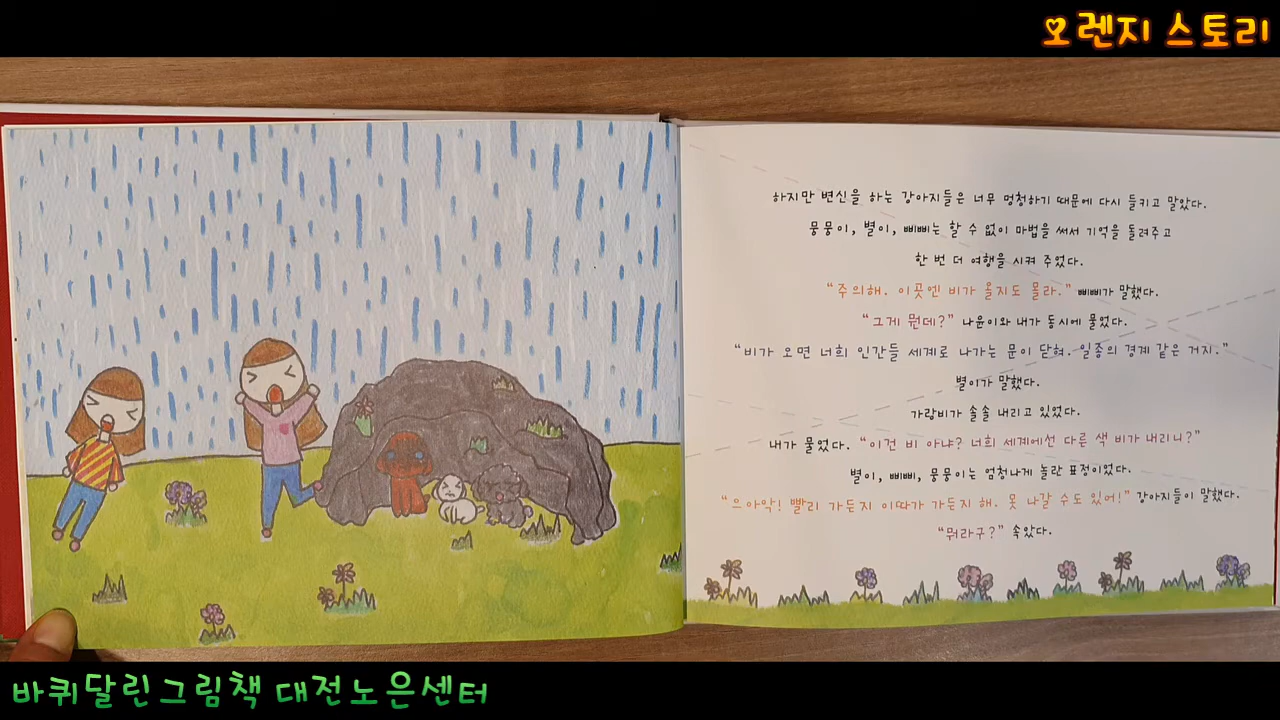 오렌지 스토리
하지만 변신을 하는 강아지들은 너무 멍청하기 때문에 다시 들키고 말았다.
뭉뭉이, 별이, 삐삐는 할 수 없이 마법을 써서 기억을 돌려주고
한 번 더 여행을 시켜 주었다.
“주의해. 이곳엔 비가 올지도 몰라.” 삐삐가 말했다.
“그게 뭔데?” 나윤이와 내가 동시에 물었다.
“비가 오면 너희 인간들 세계로 나가는 문이 닫혀. 일종의 경계 같은 거지.”
별이가 말했다.
가랑비가 솔솔 내리고 있었다.
내가 물었다. “이건 비 아냐? 너희 세계에선 다른 색 비가 내리니?”
별이, 삐삐, 뭉뭉이는 엄청나게 놀란 표정이었다.
“으아악! 빨리 가든지 이따가 가든지 해. 못 나갈 수도 있어!” 강아지들이 말했다.
“뭐라구?” 속았다.
바퀴달린그림책 대전노은센터